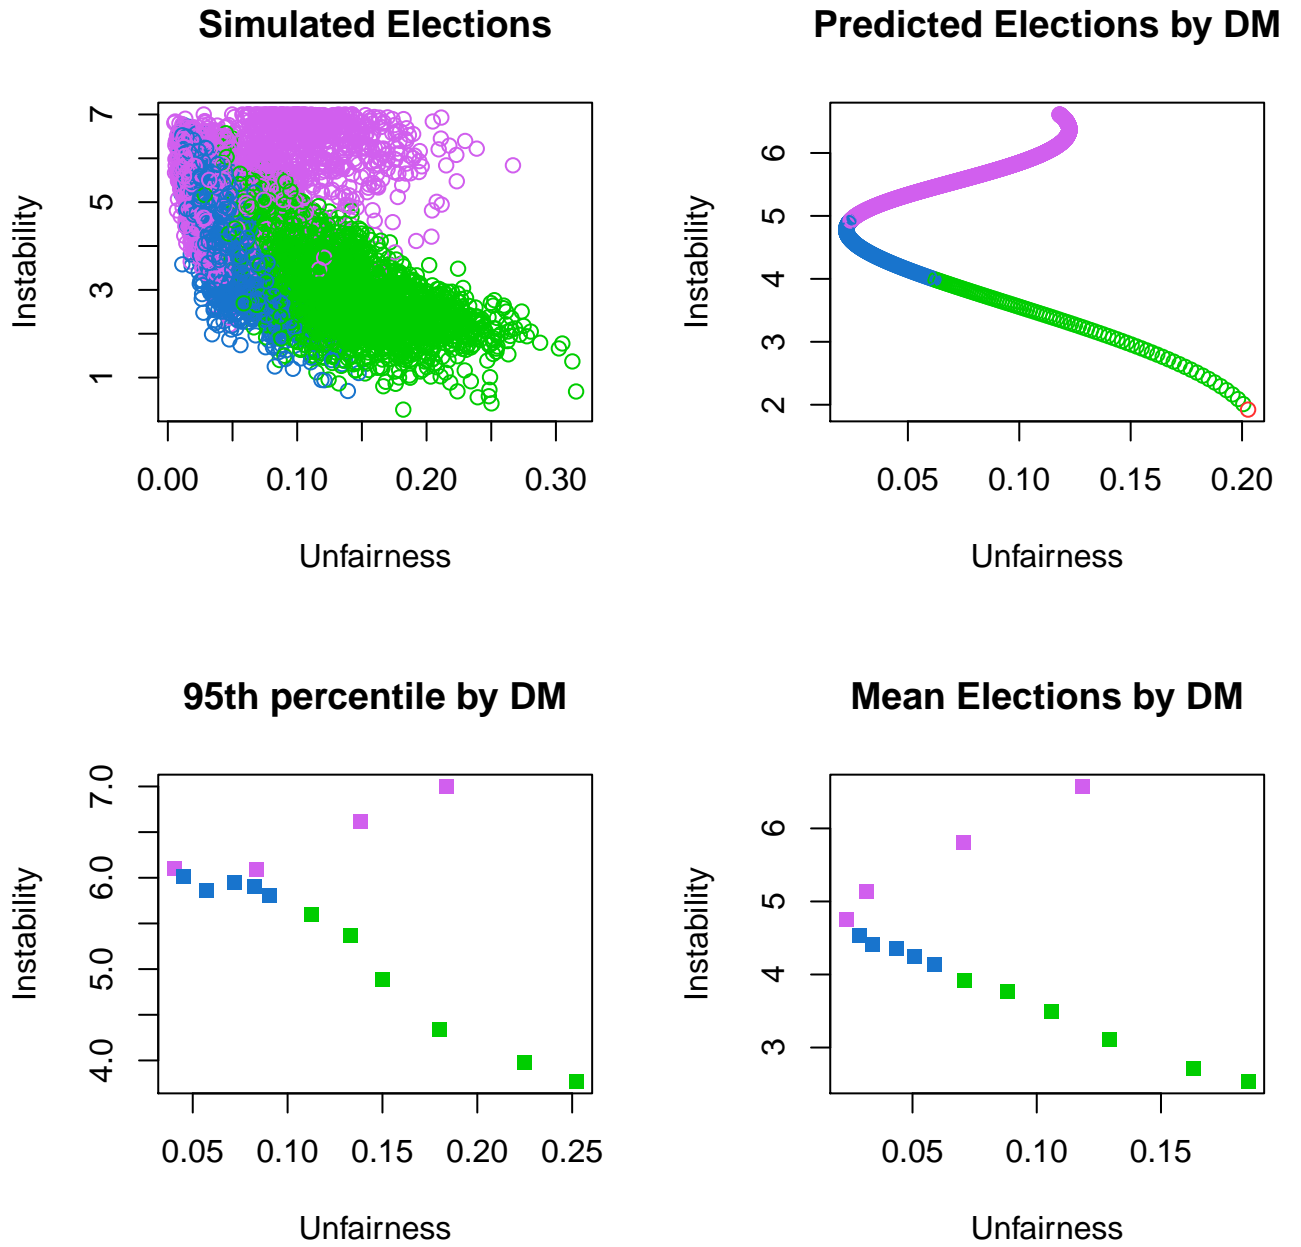 Simulated Elections
Instability
7
5
3
1
0.00 0.10 0.20 0.30
Unfairness
Predicted Elections by DM
Instability
6
5
4
3
2
0.05 0.10 0.15 0.20
Unfairness
95th percentile by DM
Instability
7.0
6.0
5.0
4.0
0.05 0.10 0.15 0.20 0.25
Unfairness
Mean Elections by DM
Instability
6
5
4
3
0.05 0.10 0.15
Unfairness